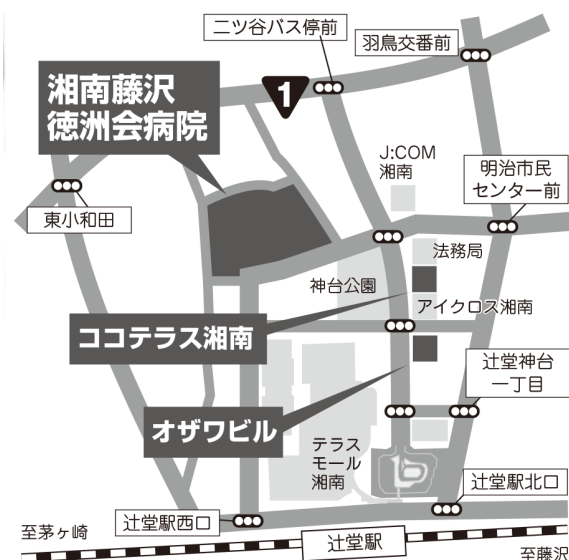 二ツ谷バス停前
羽鳥交番前
1
湘南藤沢
徳洲会病院
J:COM
湘南
明治市民
センター前
東小和田
法務局
神台公園
アイクロス湘南
ココテラス湘南
辻堂神台
一丁目
オザワビル
テラス
モール
湘南
辻堂駅北口
辻堂駅西口
至茅ヶ崎
辻堂駅
至藤沢